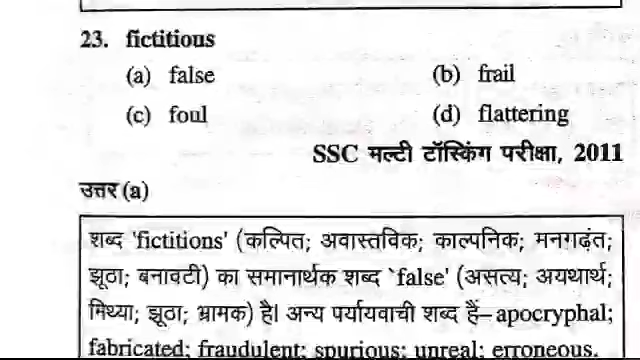 23. fictitious
(a) false (b) frail
(c) foul (d) flattering
SSC मल्टी टॉस्किंग परीक्षा, 2011
उत्तर (a)
शब्द 'fictitions' (कल्पित; अवास्तविक; काल्पनिक; मनगढ़ंत;
झूठा; बनावटी) का समानार्थक शब्द `false' (असत्य; अयथार्थ;
मिथ्या; झूठा; भ्रामक) है। अन्य पर्यायवाची शब्द हैं– apocryphal;
fabricated; fraudulent; spurious; unreal; erroneous.